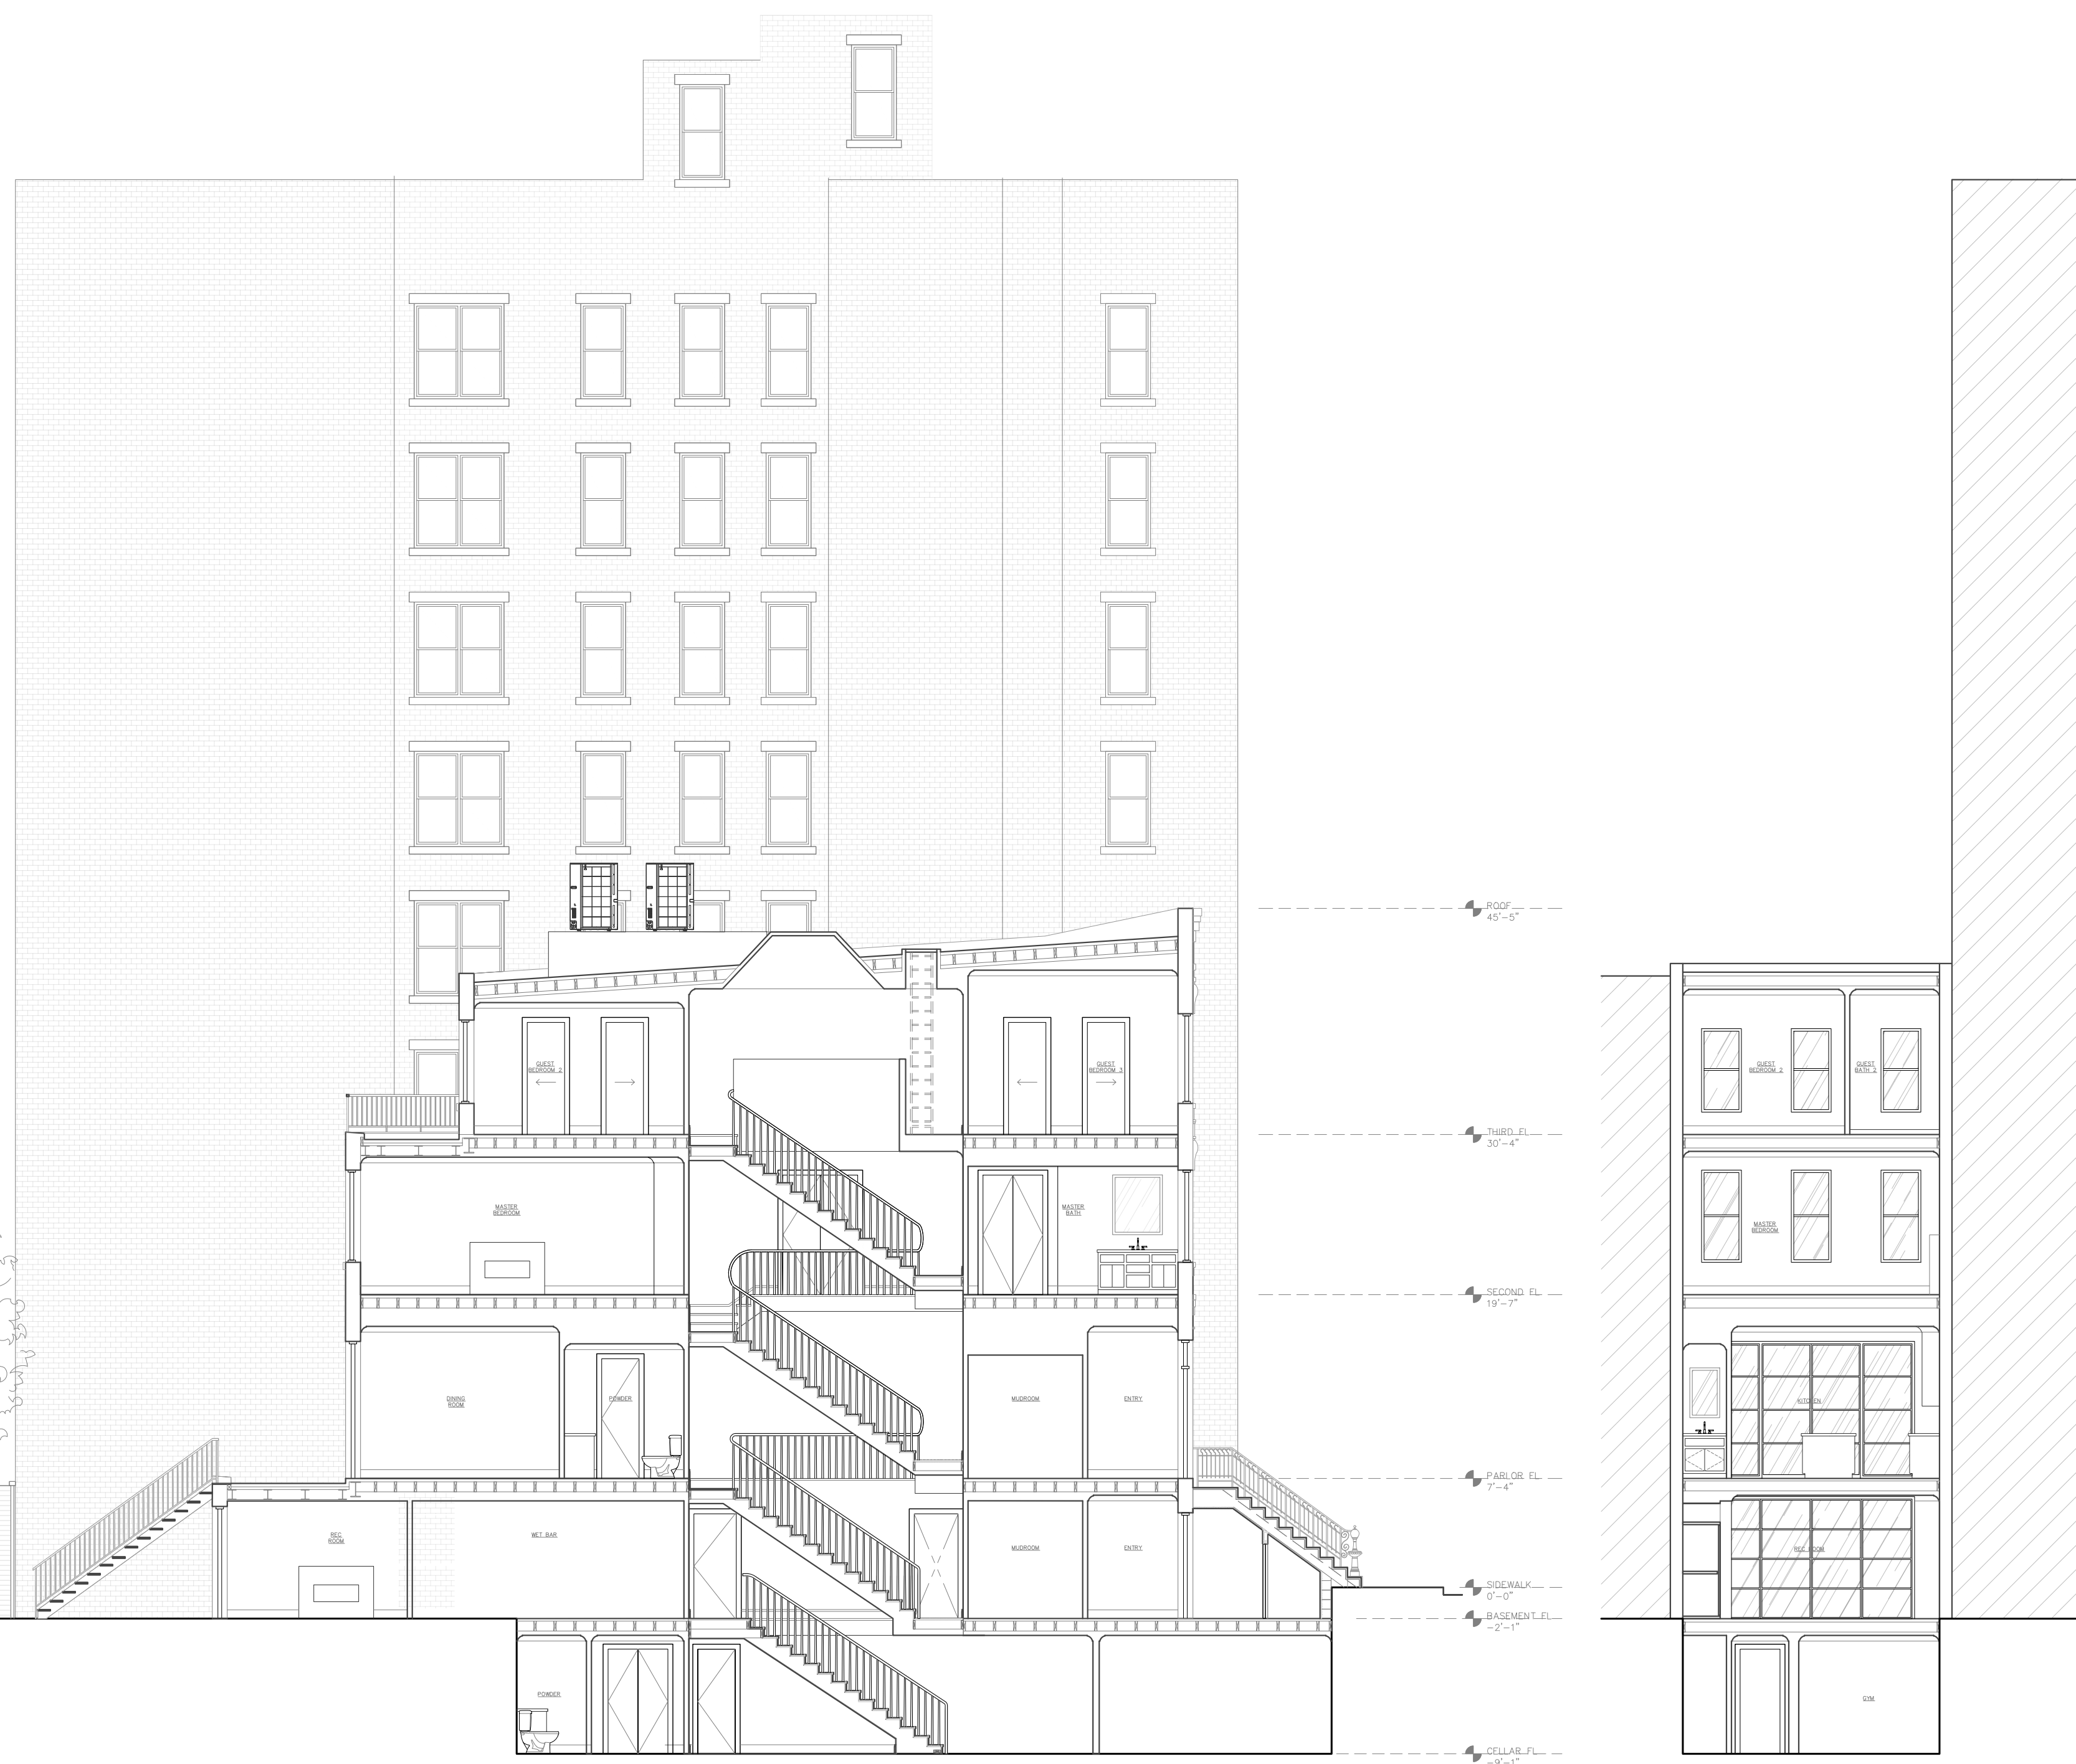 ROOF
45'-5"
GUEST
BEDROOM 2
GUEST
BEDROOM 3
GUEST
BEDROOM 2
GUEST
BATH 2
THIRD FL
30'-4"
MASTER
BEDROOM
MASTER
BATH
MASTER
BEDROOM
SECOND FL
19'-7"
DINING
ROOM
POWDER
MUDROOM
ENTRY
KITCHEN
PARLOR FL
7'-4"
REC
ROOM
WET BAR
MUDROOM
ENTRY
REC ROOM
SIDEWALK
0'-0"
BASEMENT FL
-2'-1"
POWDER
GYM
CELLAR FL
-9'-1"